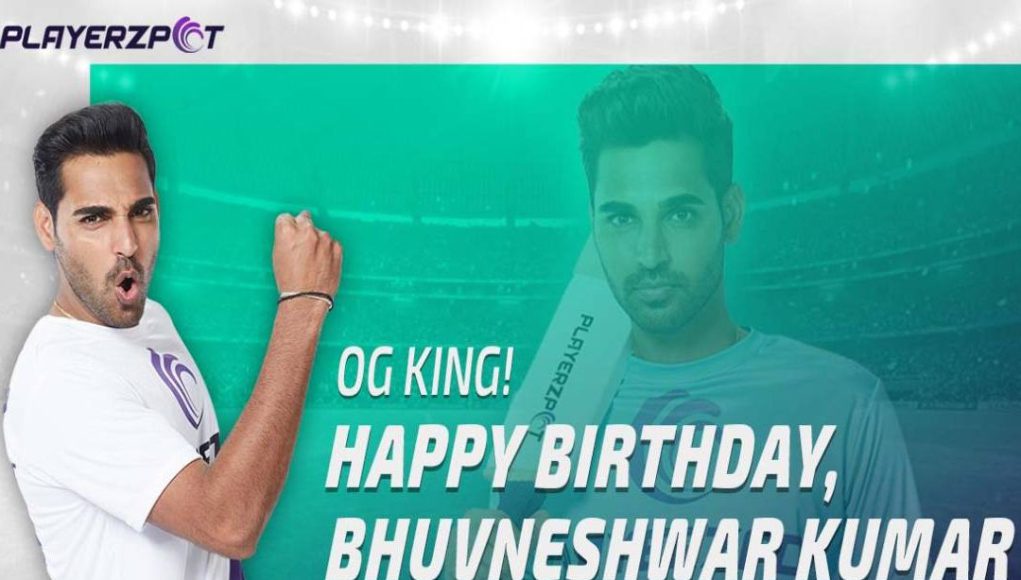 PLAYERZPOT
OG KING!
PLAYERZPOT
HAPPY BIRTHDAY,
BHUVNESHWAR KUMAR